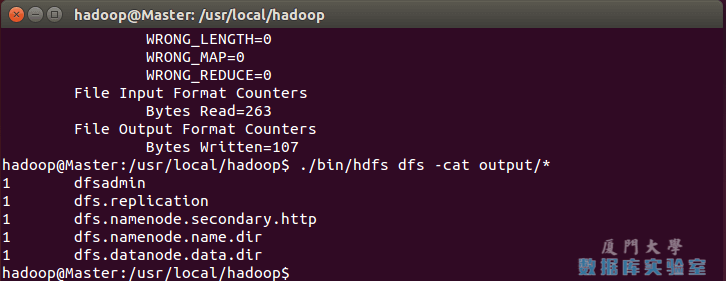 hadoop@Master: /usr/local/hadoop
WRONG_LENGTH=0
WRONG_MAP=0
WRONG_REDUCE=0
File Input Format Counters
Bytes Read=263
File Output Format Counters
Bytes Written=107
hadoop@Master:/usr/local/hadoop$ ./bin/hdfs dfs -cat output/*
1 dfsadmin
1 dfs.replication
1 dfs.namenode.secondary.http
1 dfs.namenode.name.dir
1 dfs.datanode.data.dir
hadoop@Master:/usr/local/hadoop$
厦門大學
数据库实验室